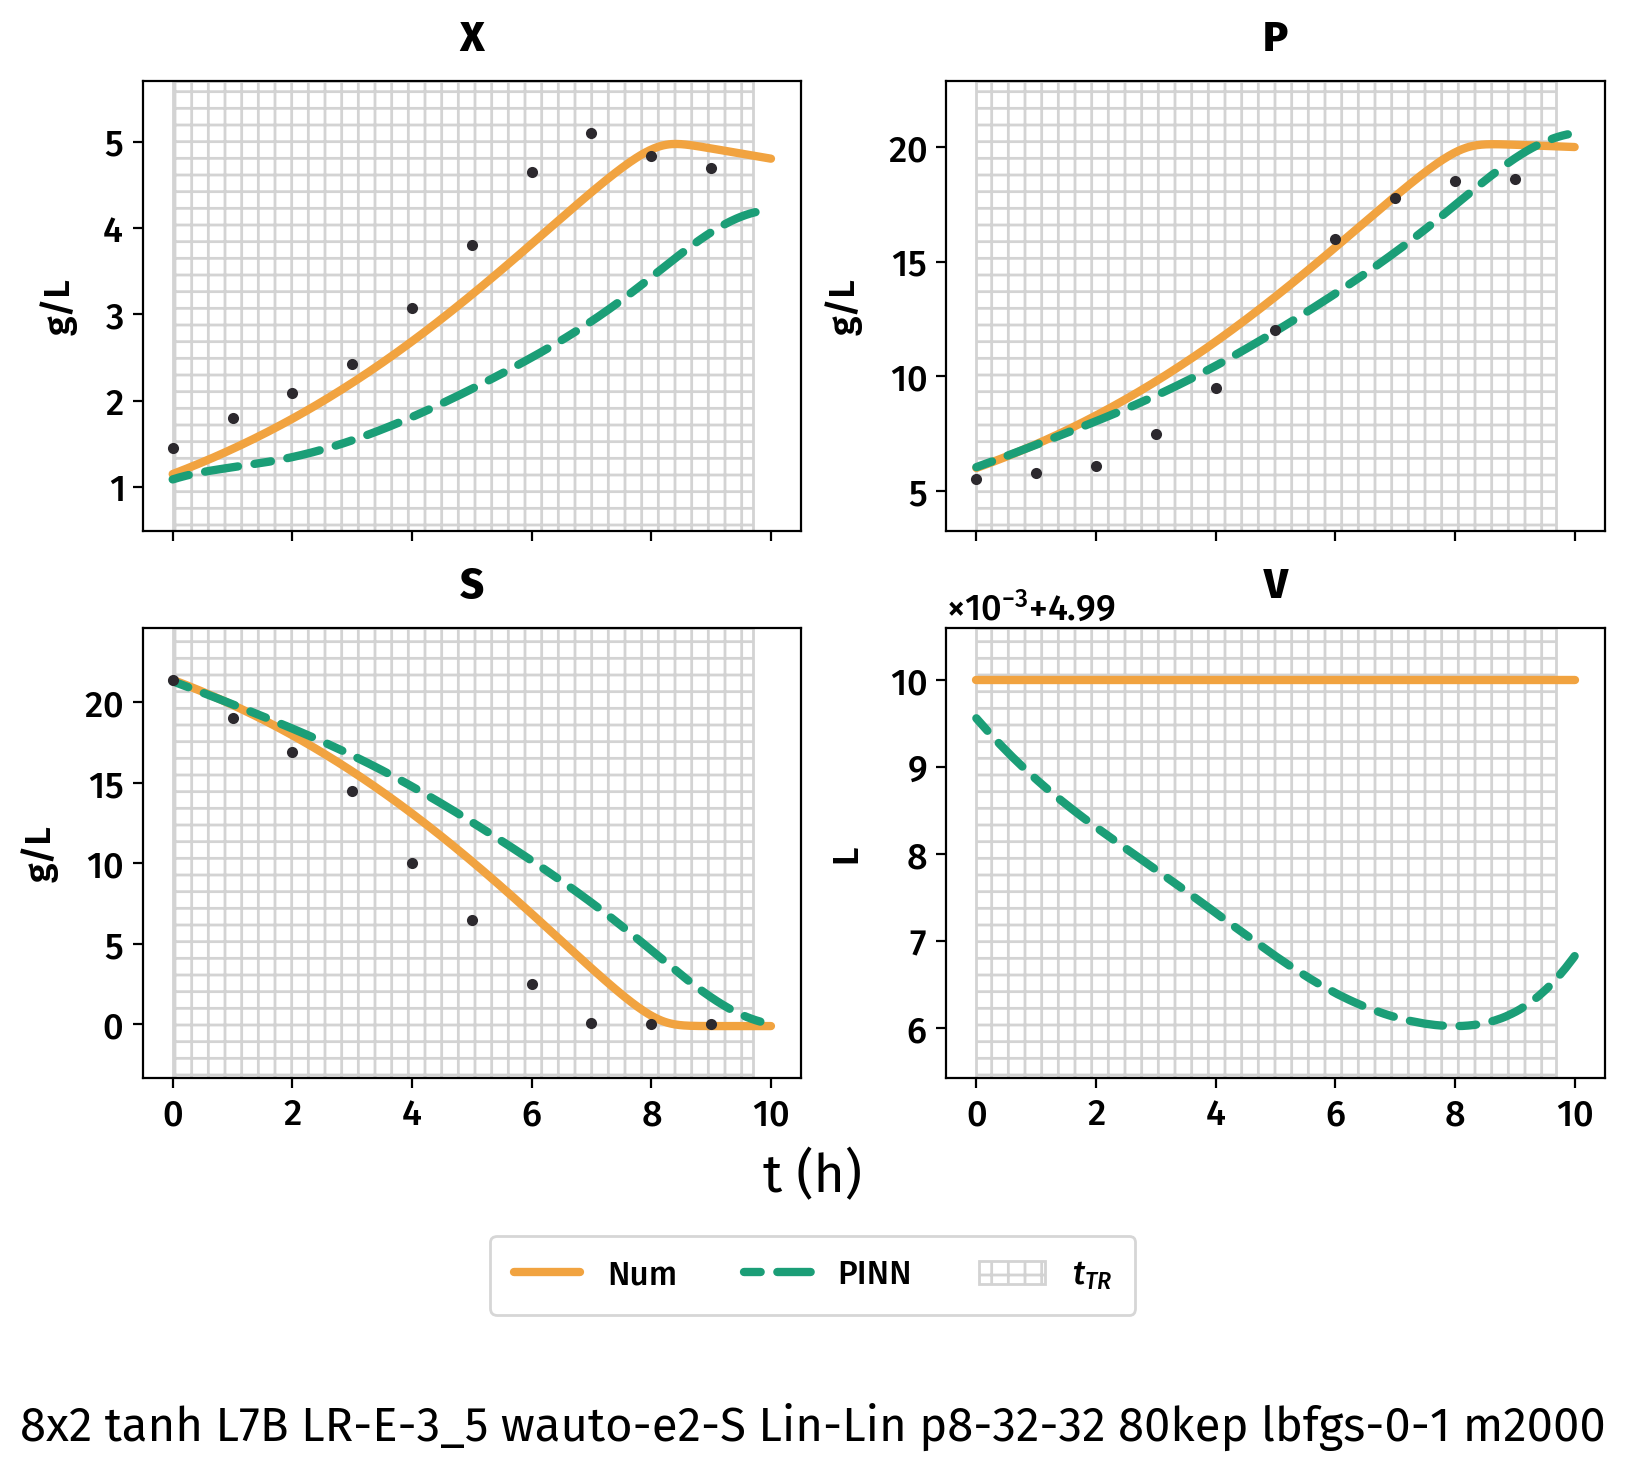 X
P
g/L
5
4
3
2
1
g/L
20
15
10
5
S
V
×10⁻³+4.99
g/L
20
15
10
5
0
L
10
9
8
7
6
0 2 4 6 8 10
0 2 4 6 8 10
t (h)
Num PINN t_TR
8x2 tanh L7B LR-E-3_5 wauto-e2-S Lin-Lin p8-32-32 80kep lbfgs-0-1 m2000